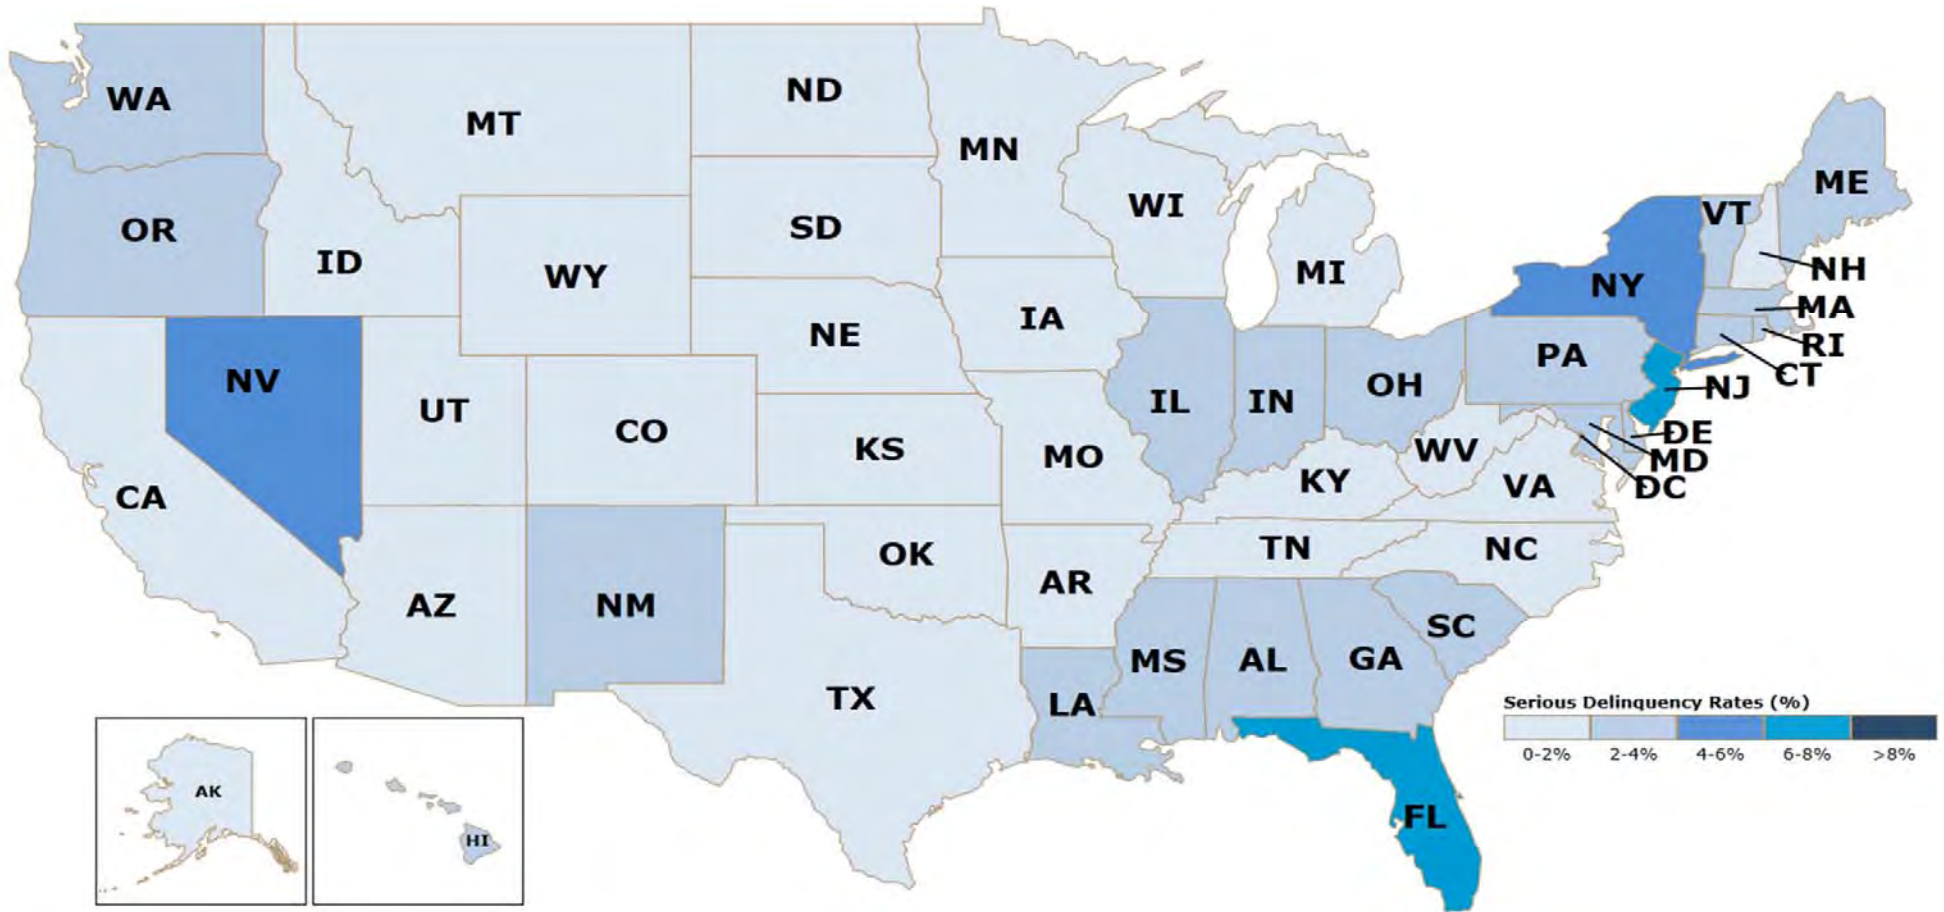 WA
MT
ND
MN
OR
ID
WY
SD
WI
MI
ME
VT
NH
NY
MA
RI
CT
NV
UT
CO
NE
IA
IL
IN
OH
PA
NJ
DE
MD
DC
CA
KS
MO
KY
WV
VA
AZ
NM
OK
AR
TN
NC
TX
LA
MS
AL
GA
SC
FL
AK
HI
Serious Delinquency Rates (%)
0-2% 2-4% 4-6% 6-8% >8%